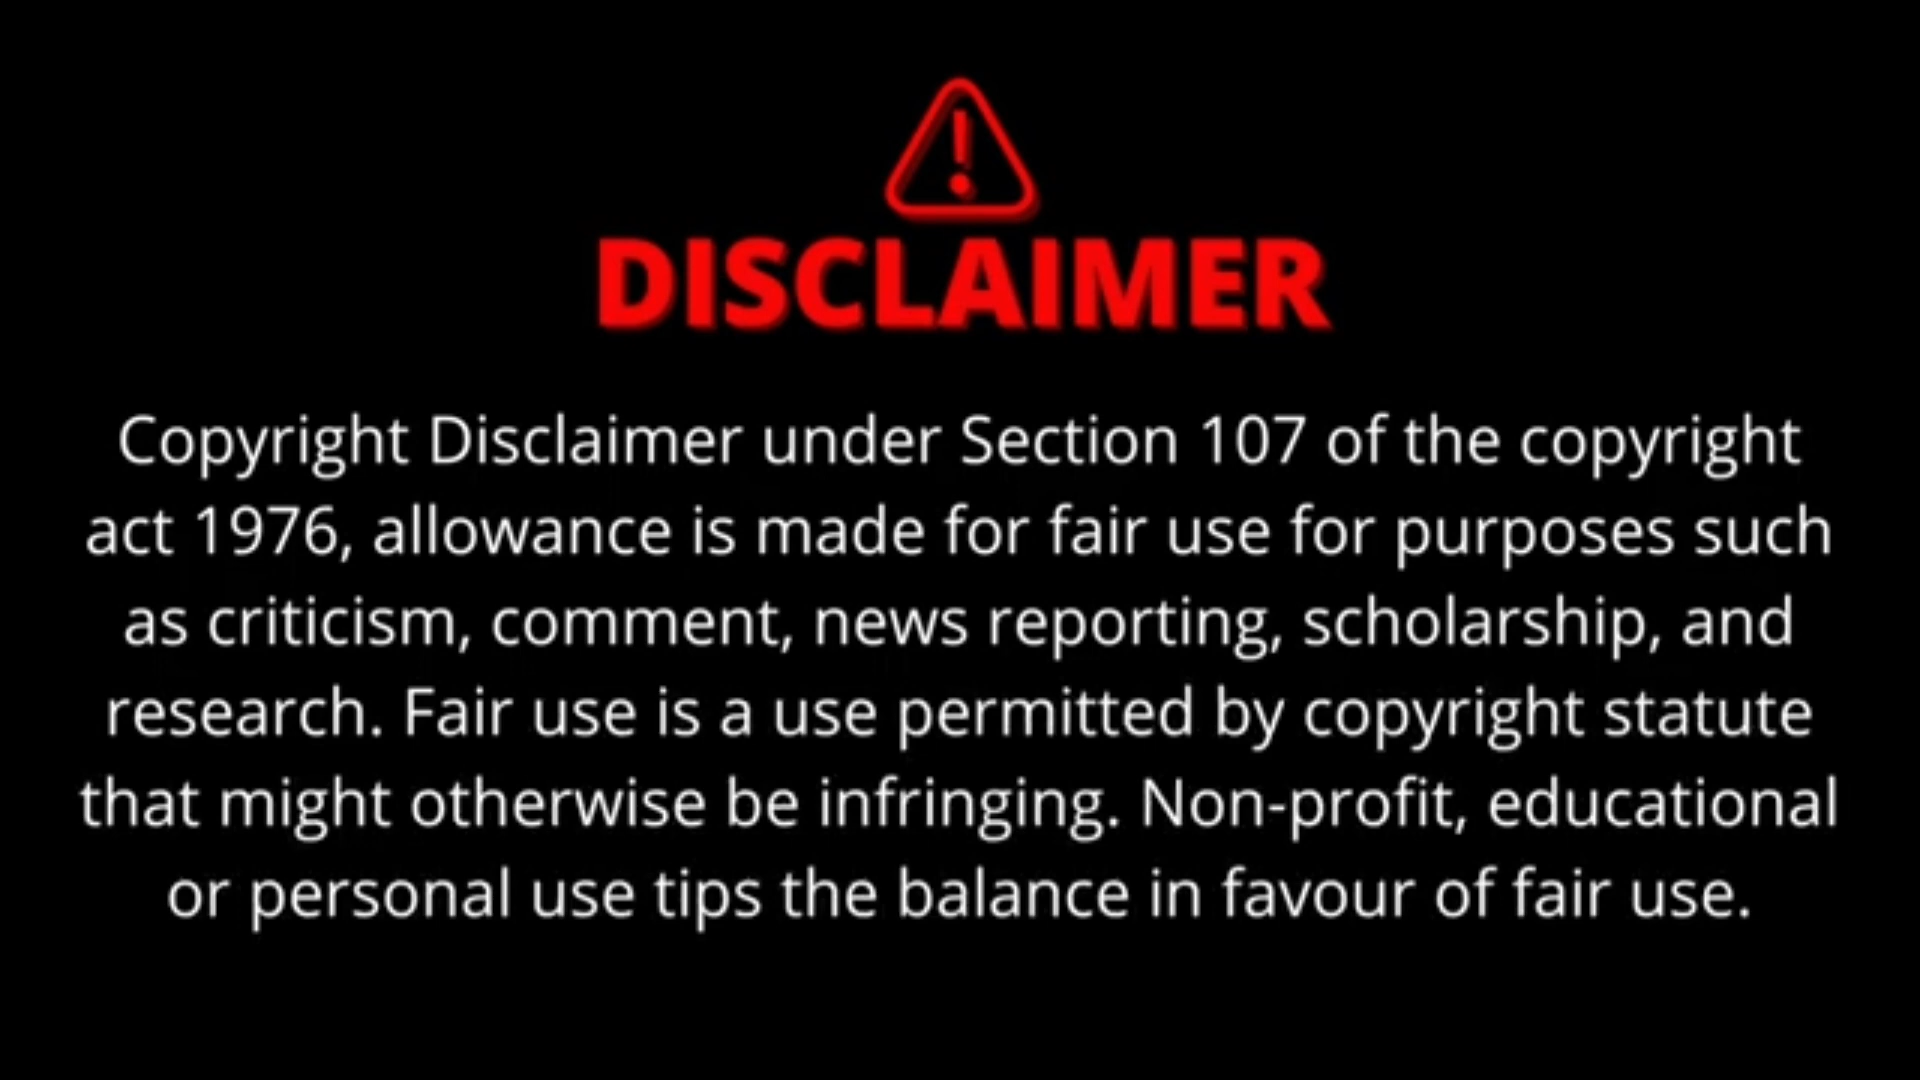 DISCLAIMER
Copyright Disclaimer under Section 107 of the copyright
act 1976, allowance is made for fair use for purposes such
as criticism, comment, news reporting, scholarship, and
research. Fair use is a use permitted by copyright statute
that might otherwise be infringing. Non-profit, educational
or personal use tips the balance in favour of fair use.